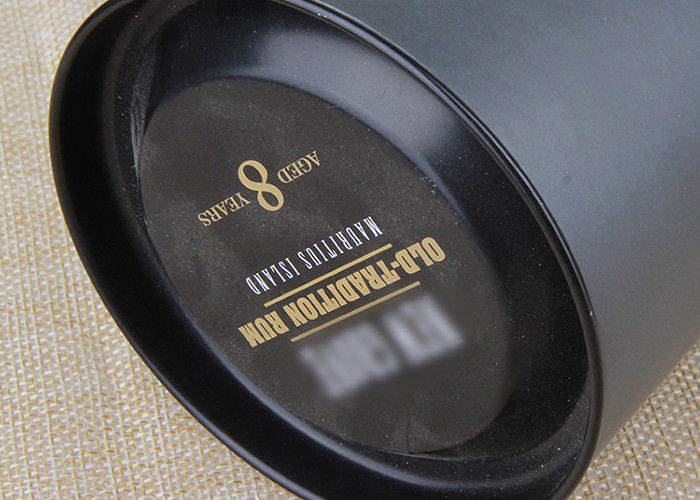 OLD-TRADITION RUM
MAURITIUS ISLAND
AGED 8 YEARS